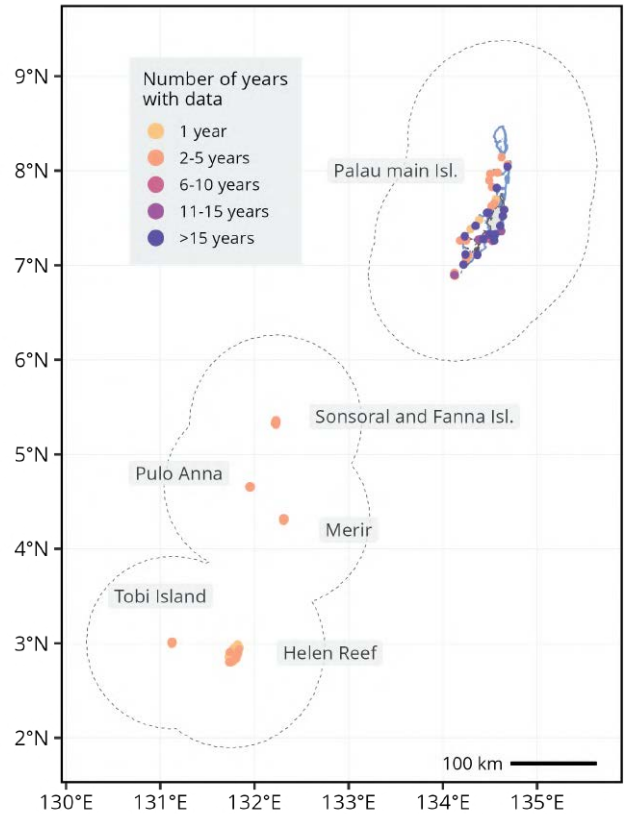 9°N
Number of years
with data
1 year
2-5 years
6-10 years
11-15 years
>15 years
8°N
Palau main Isl.
7°N
6°N
Sonsoral and Fanna Isl.
5°N
Pulo Anna
Merir
4°N
Tobi Island
3°N
Helen Reef
2°N
100 km
130°E 131°E 132°E 133°E 134°E 135°E